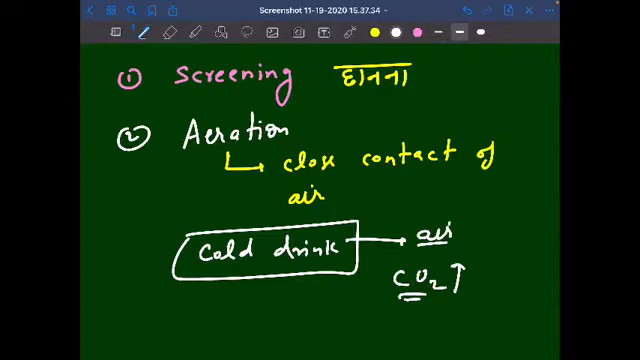 Screenshot 11-19-2020 15.37.34
① Screening छानना
② Aeration
close contact of
air
Cold drink → air
CO₂ ↑